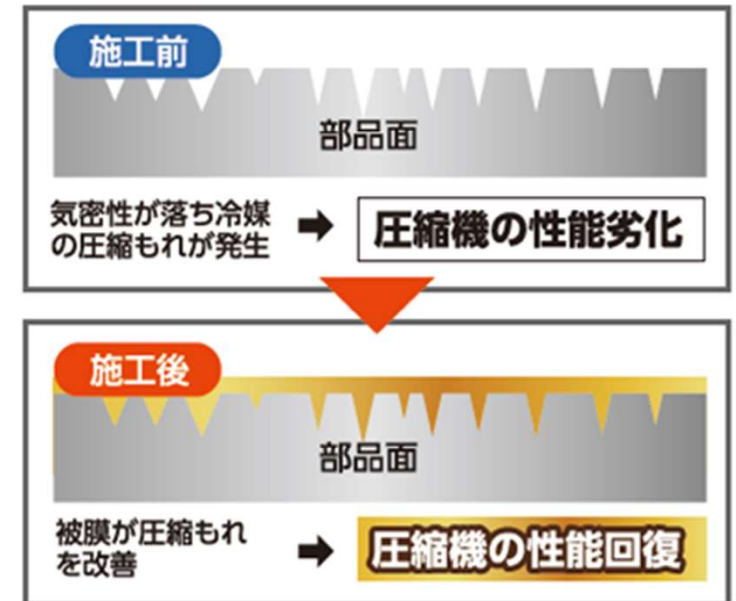 施工前
部品面
気密性が落ち冷媒
の圧縮もれが発生
圧縮機の性能劣化
施工後
部品面
被膜が圧縮もれ
を改善
圧縮機の性能回復